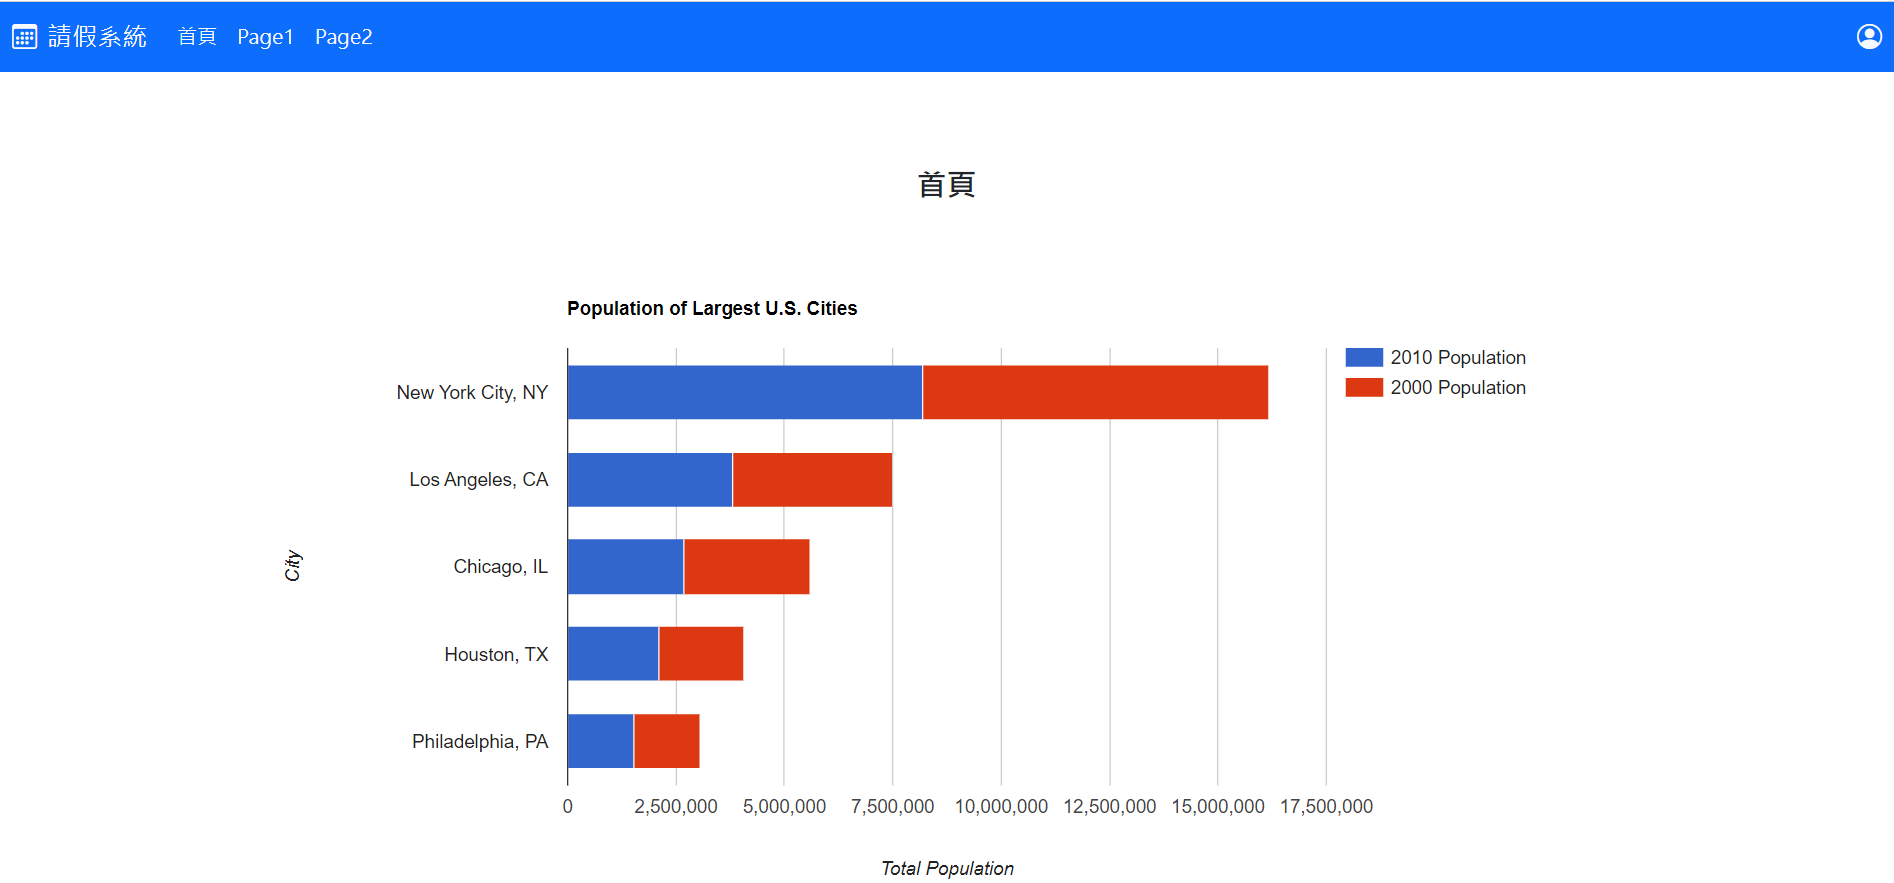 請假系統 首頁 Page1 Page2
首頁
Population of Largest U.S. Cities
2010 Population
2000 Population
New York City, NY
Los Angeles, CA
Chicago, IL
Houston, TX
Philadelphia, PA
City
0 2,500,000 5,000,000 7,500,000 10,000,000 12,500,000 15,000,000 17,500,000
Total Population